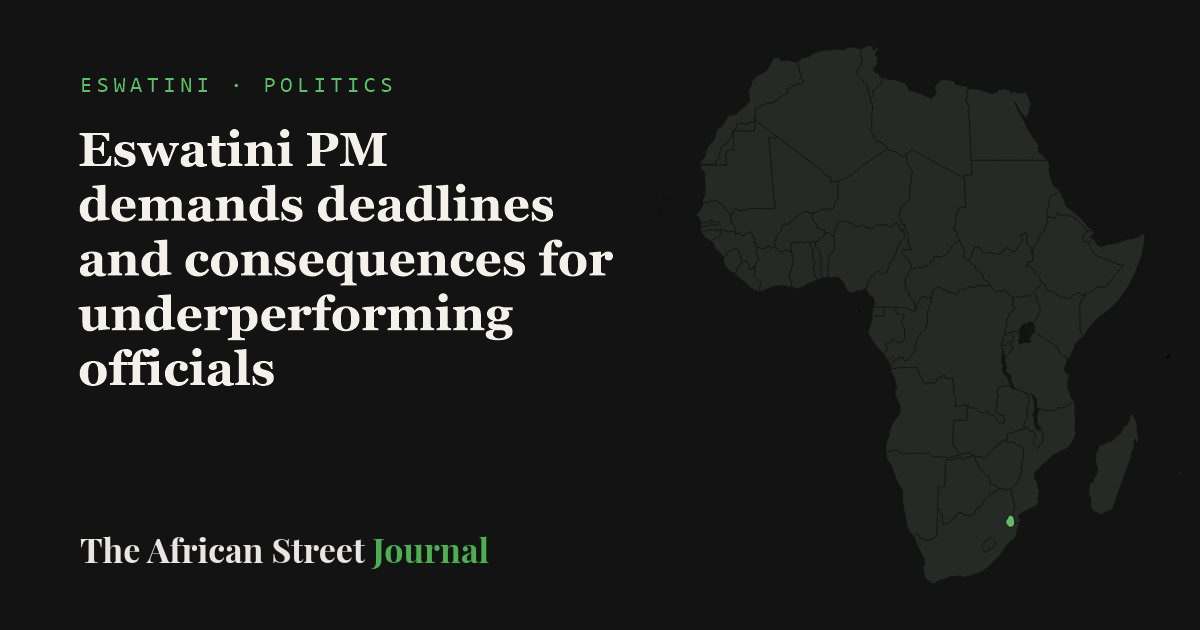 ESWATINI · POLITICS
Eswatini PM
demands deadlines
and consequences for
underperforming
officials
The African Street Journal